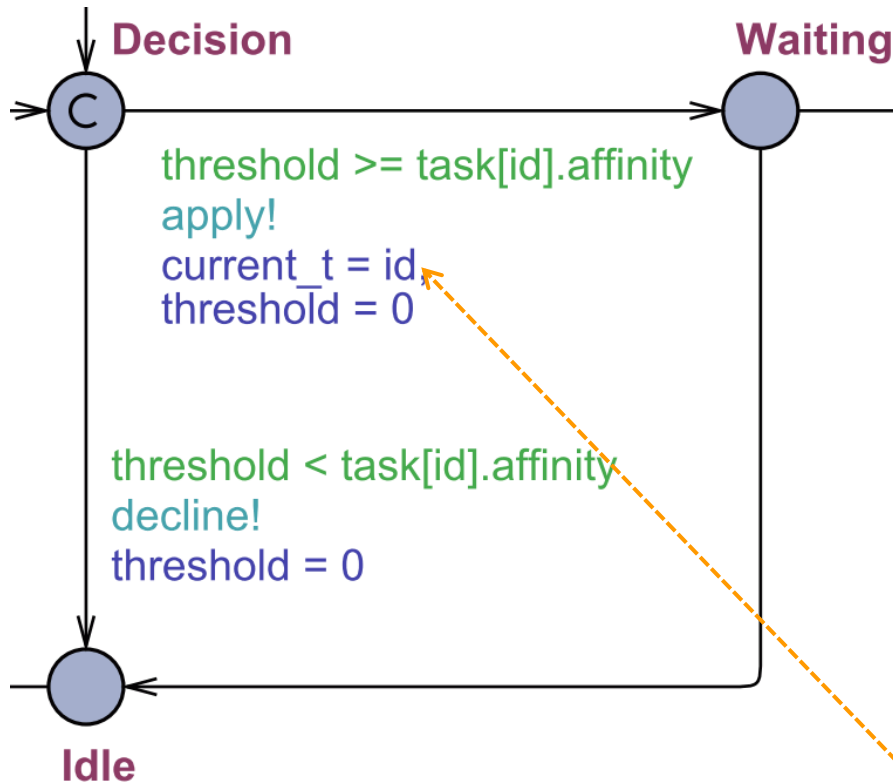 Decision
Waiting
C
threshold >= task[id].affinity
apply!
current_t = id,
threshold = 0
threshold < task[id].affinity
decline!
threshold = 0
Idle